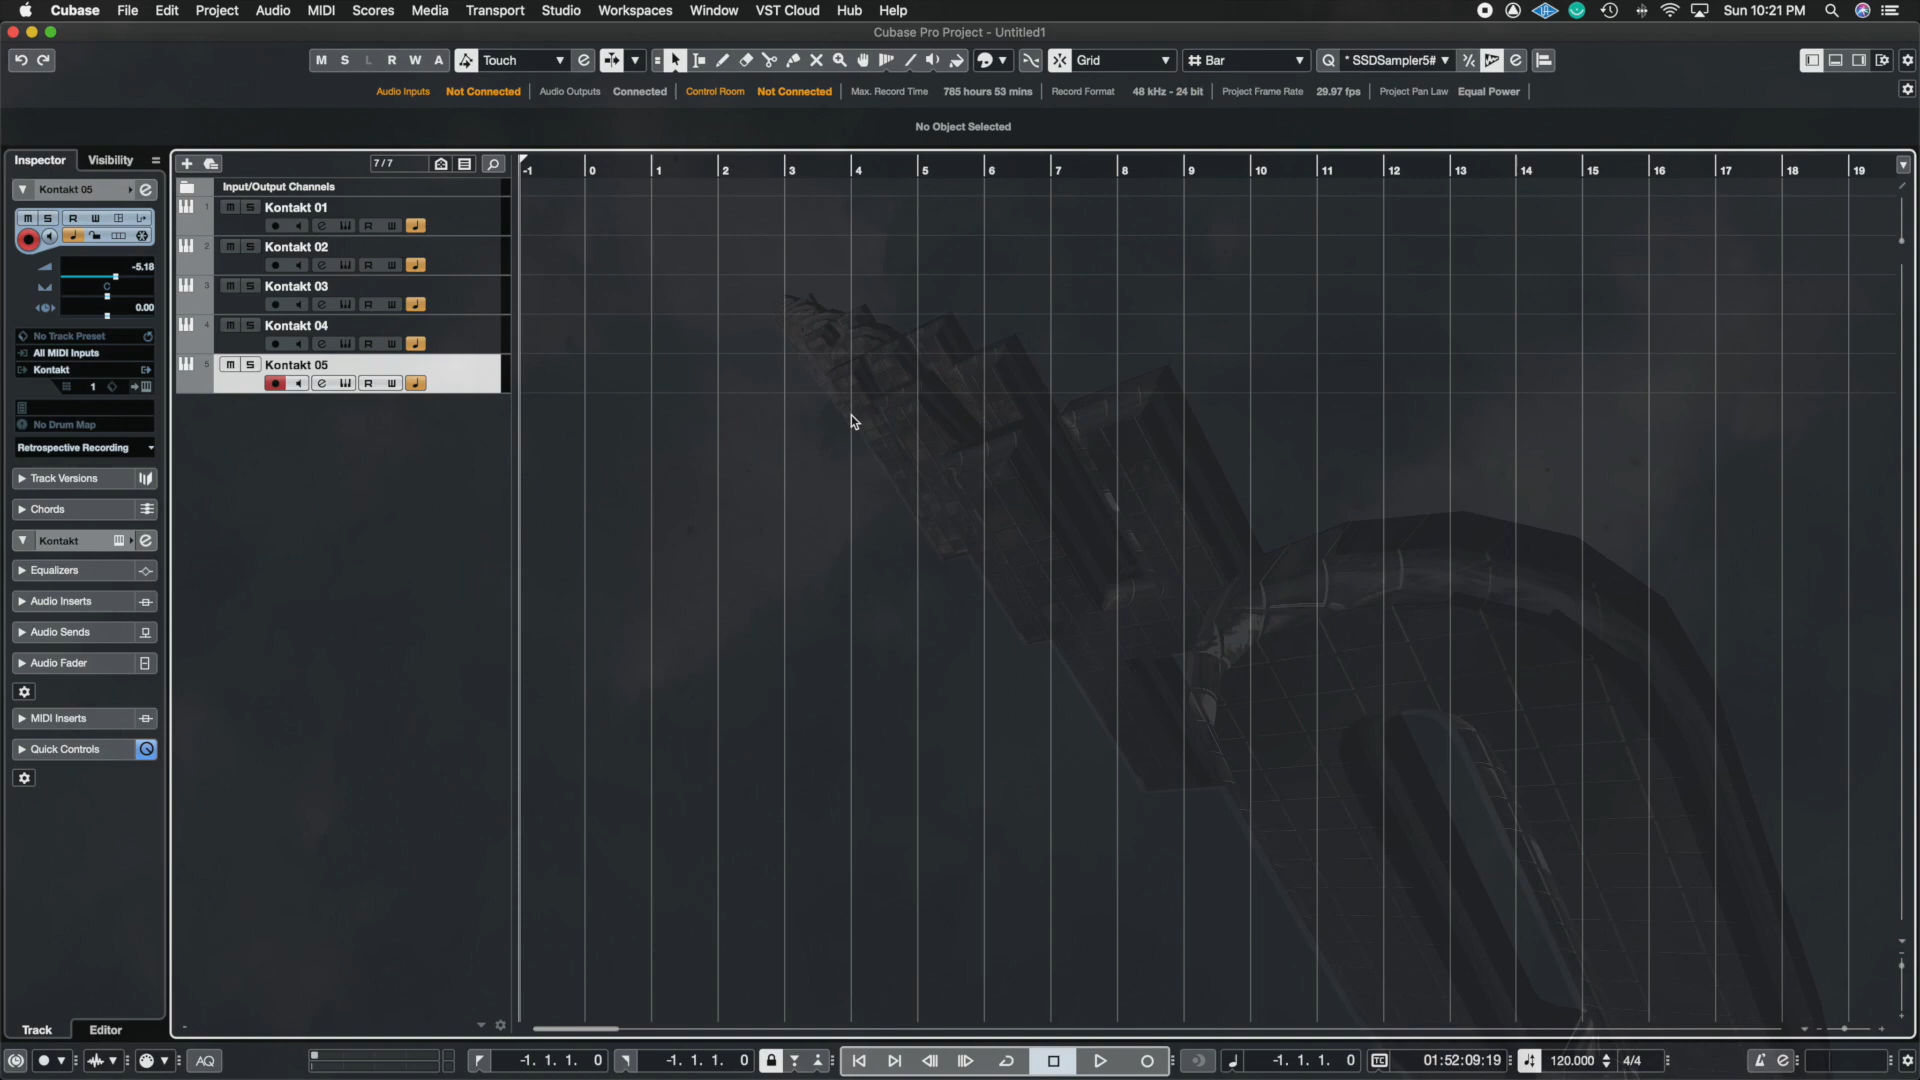 Cubase File Edit Project Audio MIDI Scores Media Transport Studio Workspaces Window VST Cloud Hub Help Sun 10:21 PM
Cubase Pro Project - Untitled1
M S L R W A Touch Grid Bar Q * SSDSampler5#
Audio Inputs Not Connected Audio Outputs Connected Control Room Not Connected Max. Record Time 785 hours 53 mins Record Format 48 kHz - 24 bit Project Frame Rate 29.97 fps Project Pan Law Equal Power
No Object Selected
Inspector Visibility
7/7
-1 0 1 2 3 4 5 6 7 8 9 10 11 12 13 14 15 16 17 18 19
Kontakt 05
m S
R W
-5.18
C
0.00
No Track Preset
All MIDI Inputs
Kontakt
1
No Drum Map
Retrospective Recording
Track Versions
Chords
Kontakt
Equalizers
Audio Inserts
Audio Sends
Audio Fader
MIDI Inserts
Quick Controls
Track Editor
Input/Output Channels
1 m S Kontakt 01
e R W
2 m S Kontakt 02
e R W
3 m S Kontakt 03
e R W
4 m S Kontakt 04
e R W
5 m S Kontakt 05
e R W
AQ -1. 1. 1. 0 -1. 1. 1. 0 -1. 1. 1. 0 TC 01:52:09:19 120.000 4/4